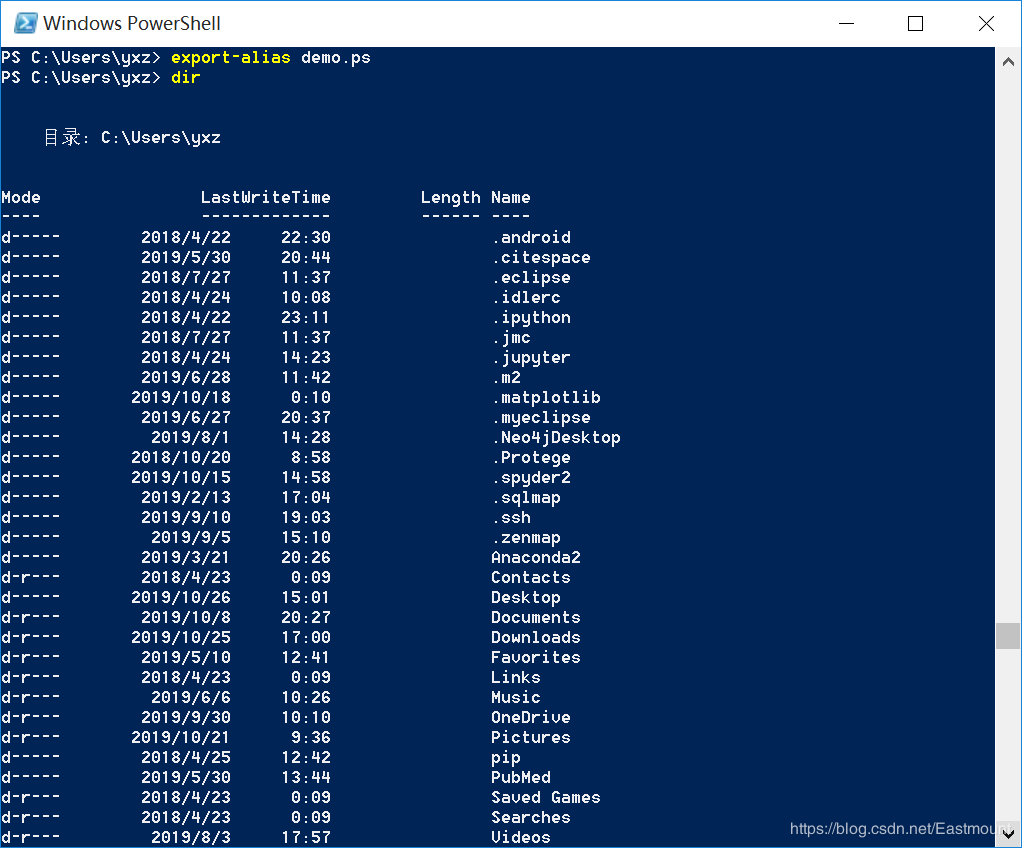 Windows PowerShell
PS C:\Users\yxz> export-alias demo.ps
PS C:\Users\yxz> dir
目录: C:\Users\yxz
Mode LastWriteTime Length Name
---- ------------- ------ ----
d----- 2018/4/22 22:30 .android
d----- 2019/5/30 20:44 .citespace
d----- 2018/7/27 11:37 .eclipse
d----- 2018/4/24 10:08 .idlerc
d----- 2018/4/22 23:11 .ipython
d----- 2018/7/27 11:37 .jmc
d----- 2018/4/24 14:23 .jupyter
d----- 2019/6/28 11:42 .m2
d----- 2019/10/18 0:10 .matplotlib
d----- 2019/6/27 20:37 .myeclipse
d----- 2019/8/1 14:28 .Neo4jDesktop
d----- 2018/10/20 8:58 .Protege
d----- 2019/10/15 14:58 .spyder2
d----- 2019/2/13 17:04 .sqlmap
d----- 2019/9/10 19:03 .ssh
d----- 2019/9/5 15:10 .zenmap
d----- 2019/3/21 20:26 Anaconda2
d-r--- 2018/4/23 0:09 Contacts
d----- 2019/10/26 15:01 Desktop
d-r--- 2019/10/8 20:27 Documents
d-r--- 2019/10/25 17:00 Downloads
d-r--- 2019/5/10 12:41 Favorites
d-r--- 2018/4/23 0:09 Links
d-r--- 2019/6/6 10:26 Music
d-r--- 2019/9/30 10:10 OneDrive
d-r--- 2019/10/21 9:36 Pictures
d----- 2018/4/25 12:42 pip
d----- 2019/5/30 13:44 PubMed
d-r--- 2018/4/23 0:09 Saved Games
d-r--- 2018/4/23 0:09 Searches
d-r--- 2019/8/3 17:57 Videos
https://blog.csdn.net/Eastmount